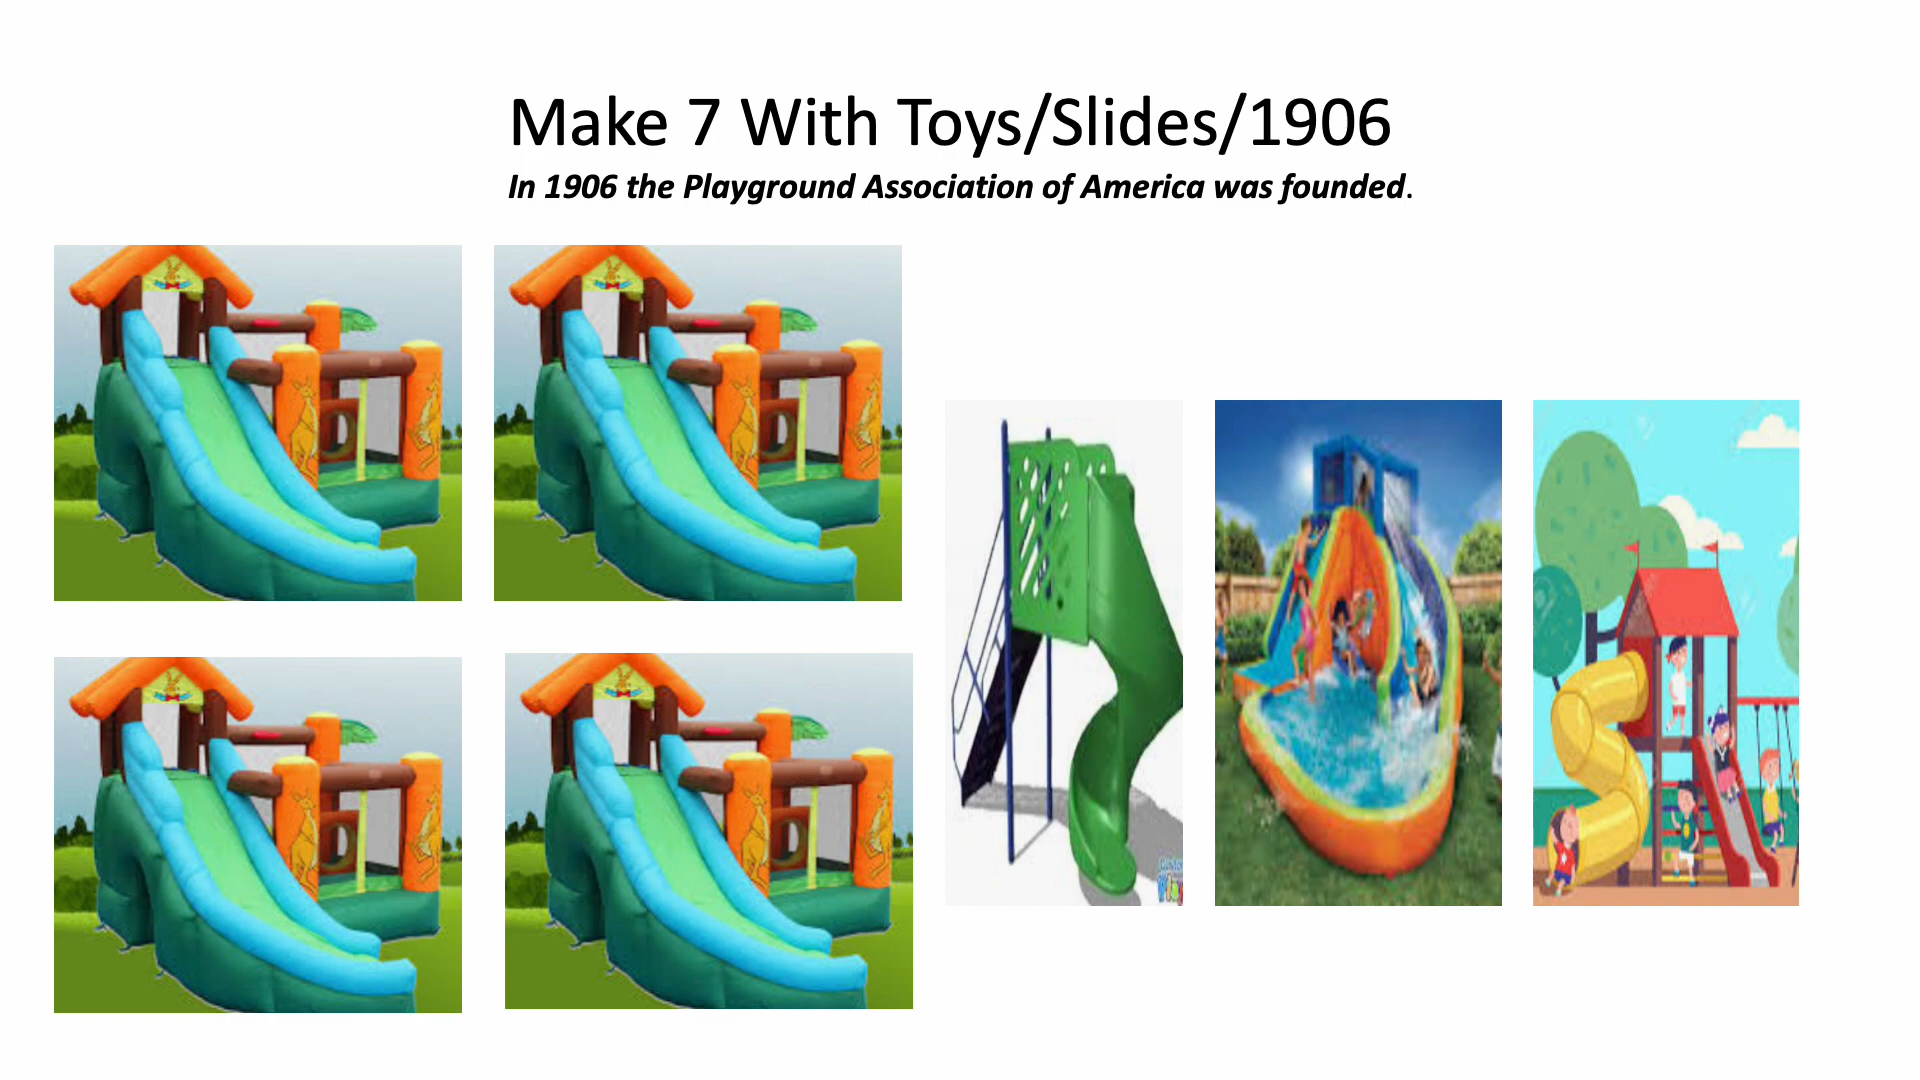 Make 7 With Toys/Slides/1906
In 1906 the Playground Association of America was founded.